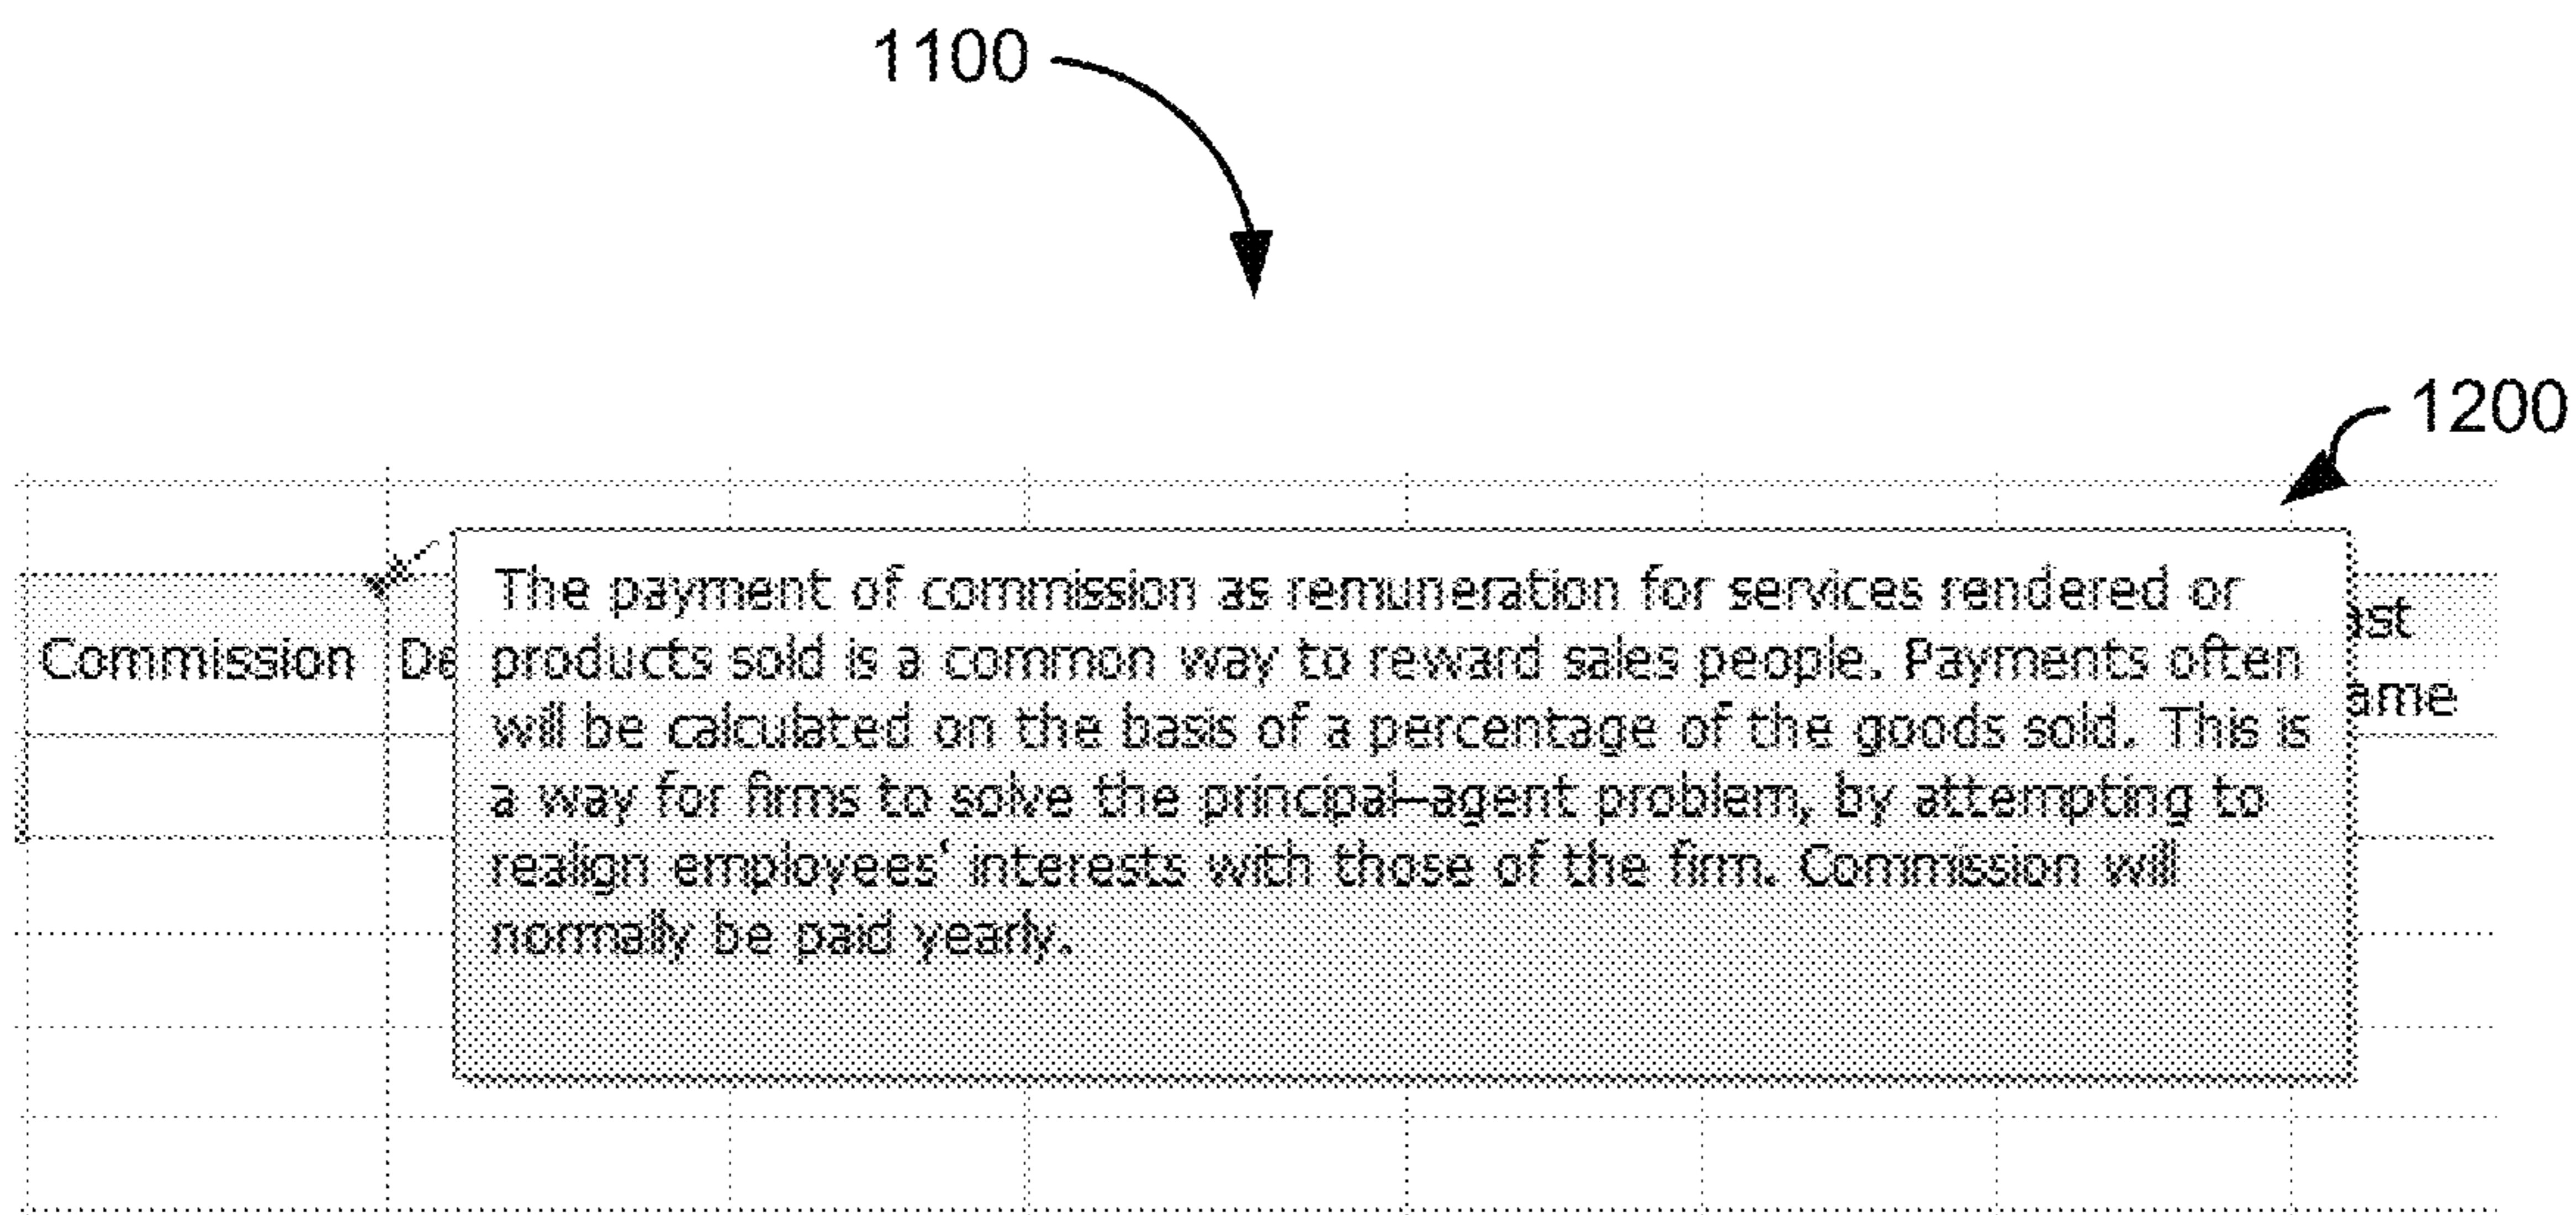 1100
1200
The payment of commission as remuneration for services rendered or
products sold is a common way to reward sales people. Payments often
will be calculated on the basis of a percentage of the goods sold. This is
a way for firms to solve the principal–agent problem, by attempting to
realign employees‘ interests with those of the firm. Commission will
normally be paid yearly.
Commission De
ast
ame